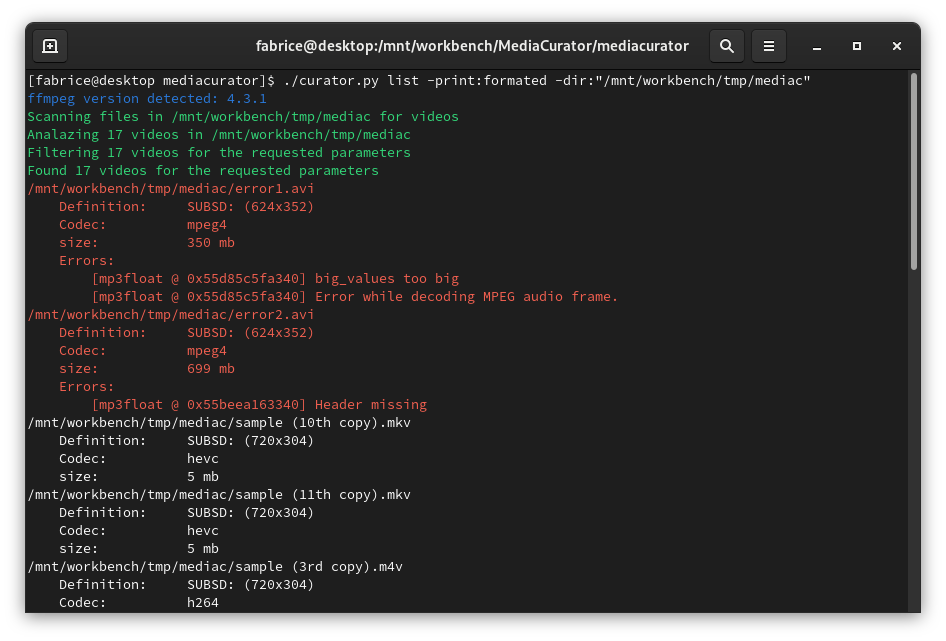 fabrice@desktop:/mnt/workbench/MediaCurator/mediacurator
[fabrice@desktop mediacurator]$ ./curator.py list -print:formated -dir:"/mnt/workbench/tmp/mediac"
ffmpeg version detected: 4.3.1
Scanning files in /mnt/workbench/tmp/mediac for videos
Analazing 17 videos in /mnt/workbench/tmp/mediac
Filtering 17 videos for the requested parameters
Found 17 videos for the requested parameters
/mnt/workbench/tmp/mediac/error1.avi
    Definition:     SUBSD: (624x352)
    Codec:          mpeg4
    size:           350 mb
    Errors:
        [mp3float @ 0x55d85c5fa340] big_values too big
        [mp3float @ 0x55d85c5fa340] Error while decoding MPEG audio frame.
/mnt/workbench/tmp/mediac/error2.avi
    Definition:     SUBSD: (624x352)
    Codec:          mpeg4
    size:           699 mb
    Errors:
        [mp3float @ 0x55beea163340] Header missing
/mnt/workbench/tmp/mediac/sample (10th copy).mkv
    Definition:     SUBSD: (720x304)
    Codec:          hevc
    size:           5 mb
/mnt/workbench/tmp/mediac/sample (11th copy).mkv
    Definition:     SUBSD: (720x304)
    Codec:          hevc
    size:           5 mb
/mnt/workbench/tmp/mediac/sample (3rd copy).m4v
    Definition:     SUBSD: (720x304)
    Codec:          h264